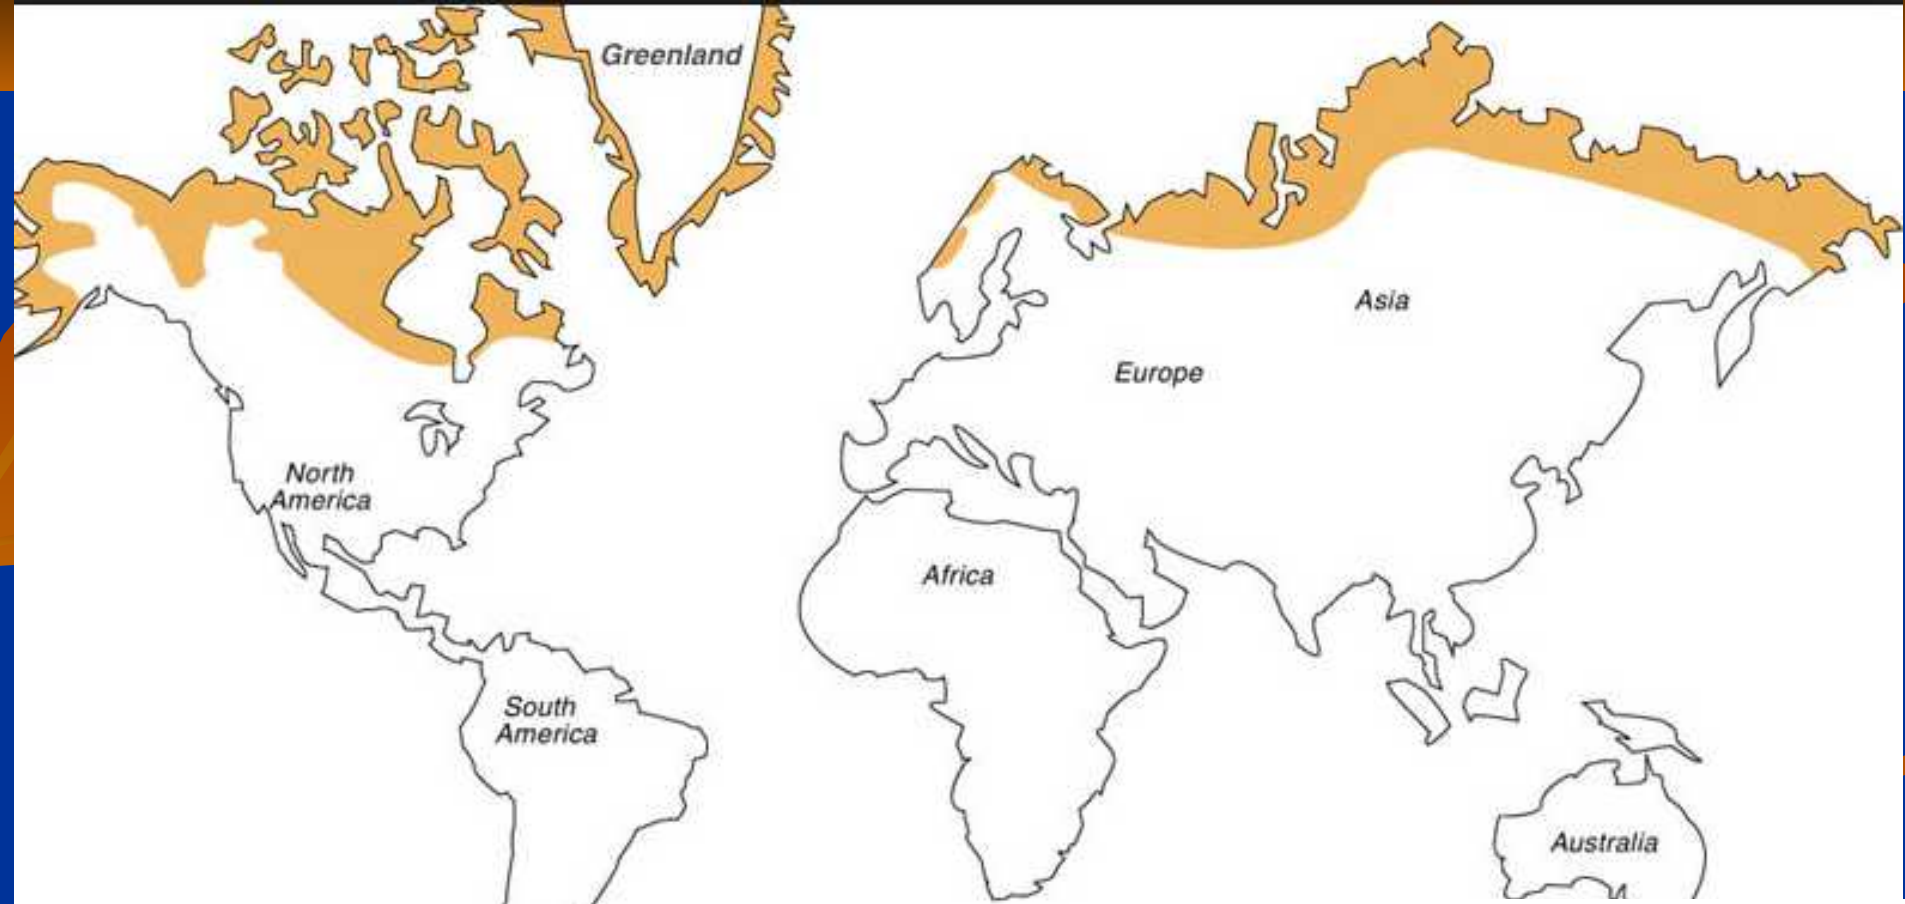 Greenland
Asia
Europe
North
America
Africa
South
America
Australia